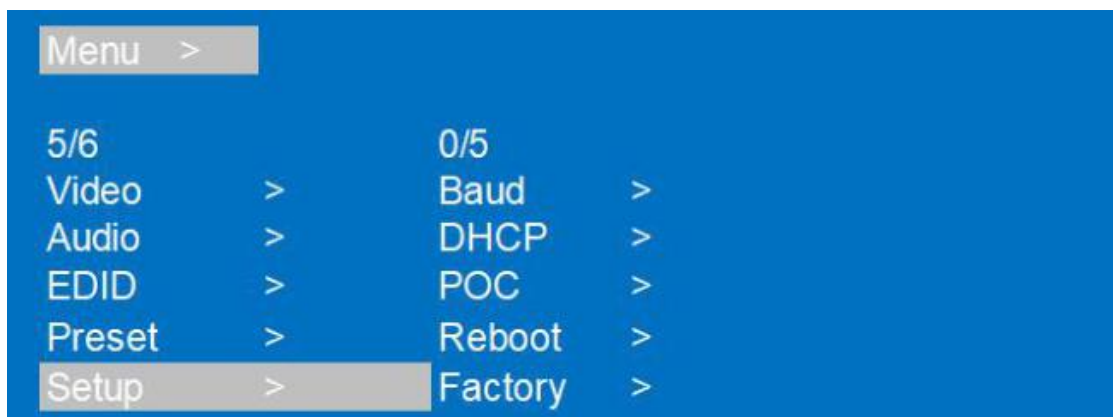 Menu >
5/6 0/5
Video > Baud >
Audio > DHCP >
EDID > POC >
Preset > Reboot >
Setup > Factory >